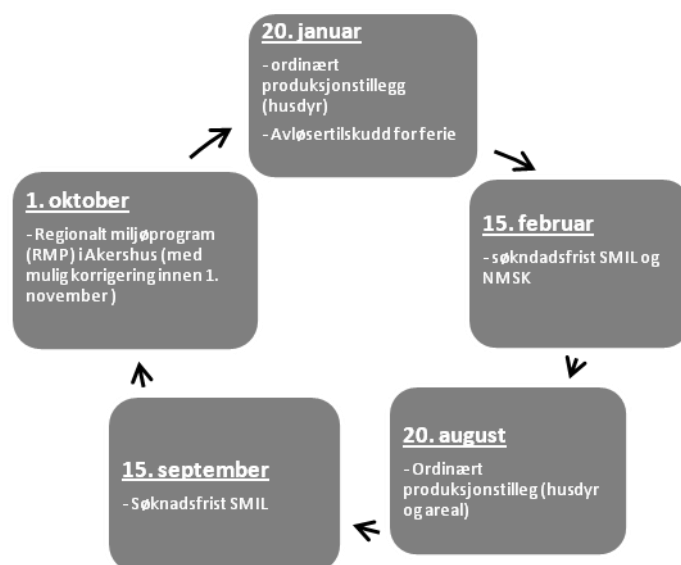 20. januar
- ordinært
produksjonstillegg
(husdyr)
- Avløsertilskudd for ferie
15. februar
- søkndadsfrist SMIL og
NMSK
20. august
- Ordinært
produksjonstilleg (husdyr
og areal)
15. september
- Søknadsfrist SMIL
1. oktober
- Regionalt miljøprogram
(RMP) i Akershus (med
mulig korrigering innen 1.
november )